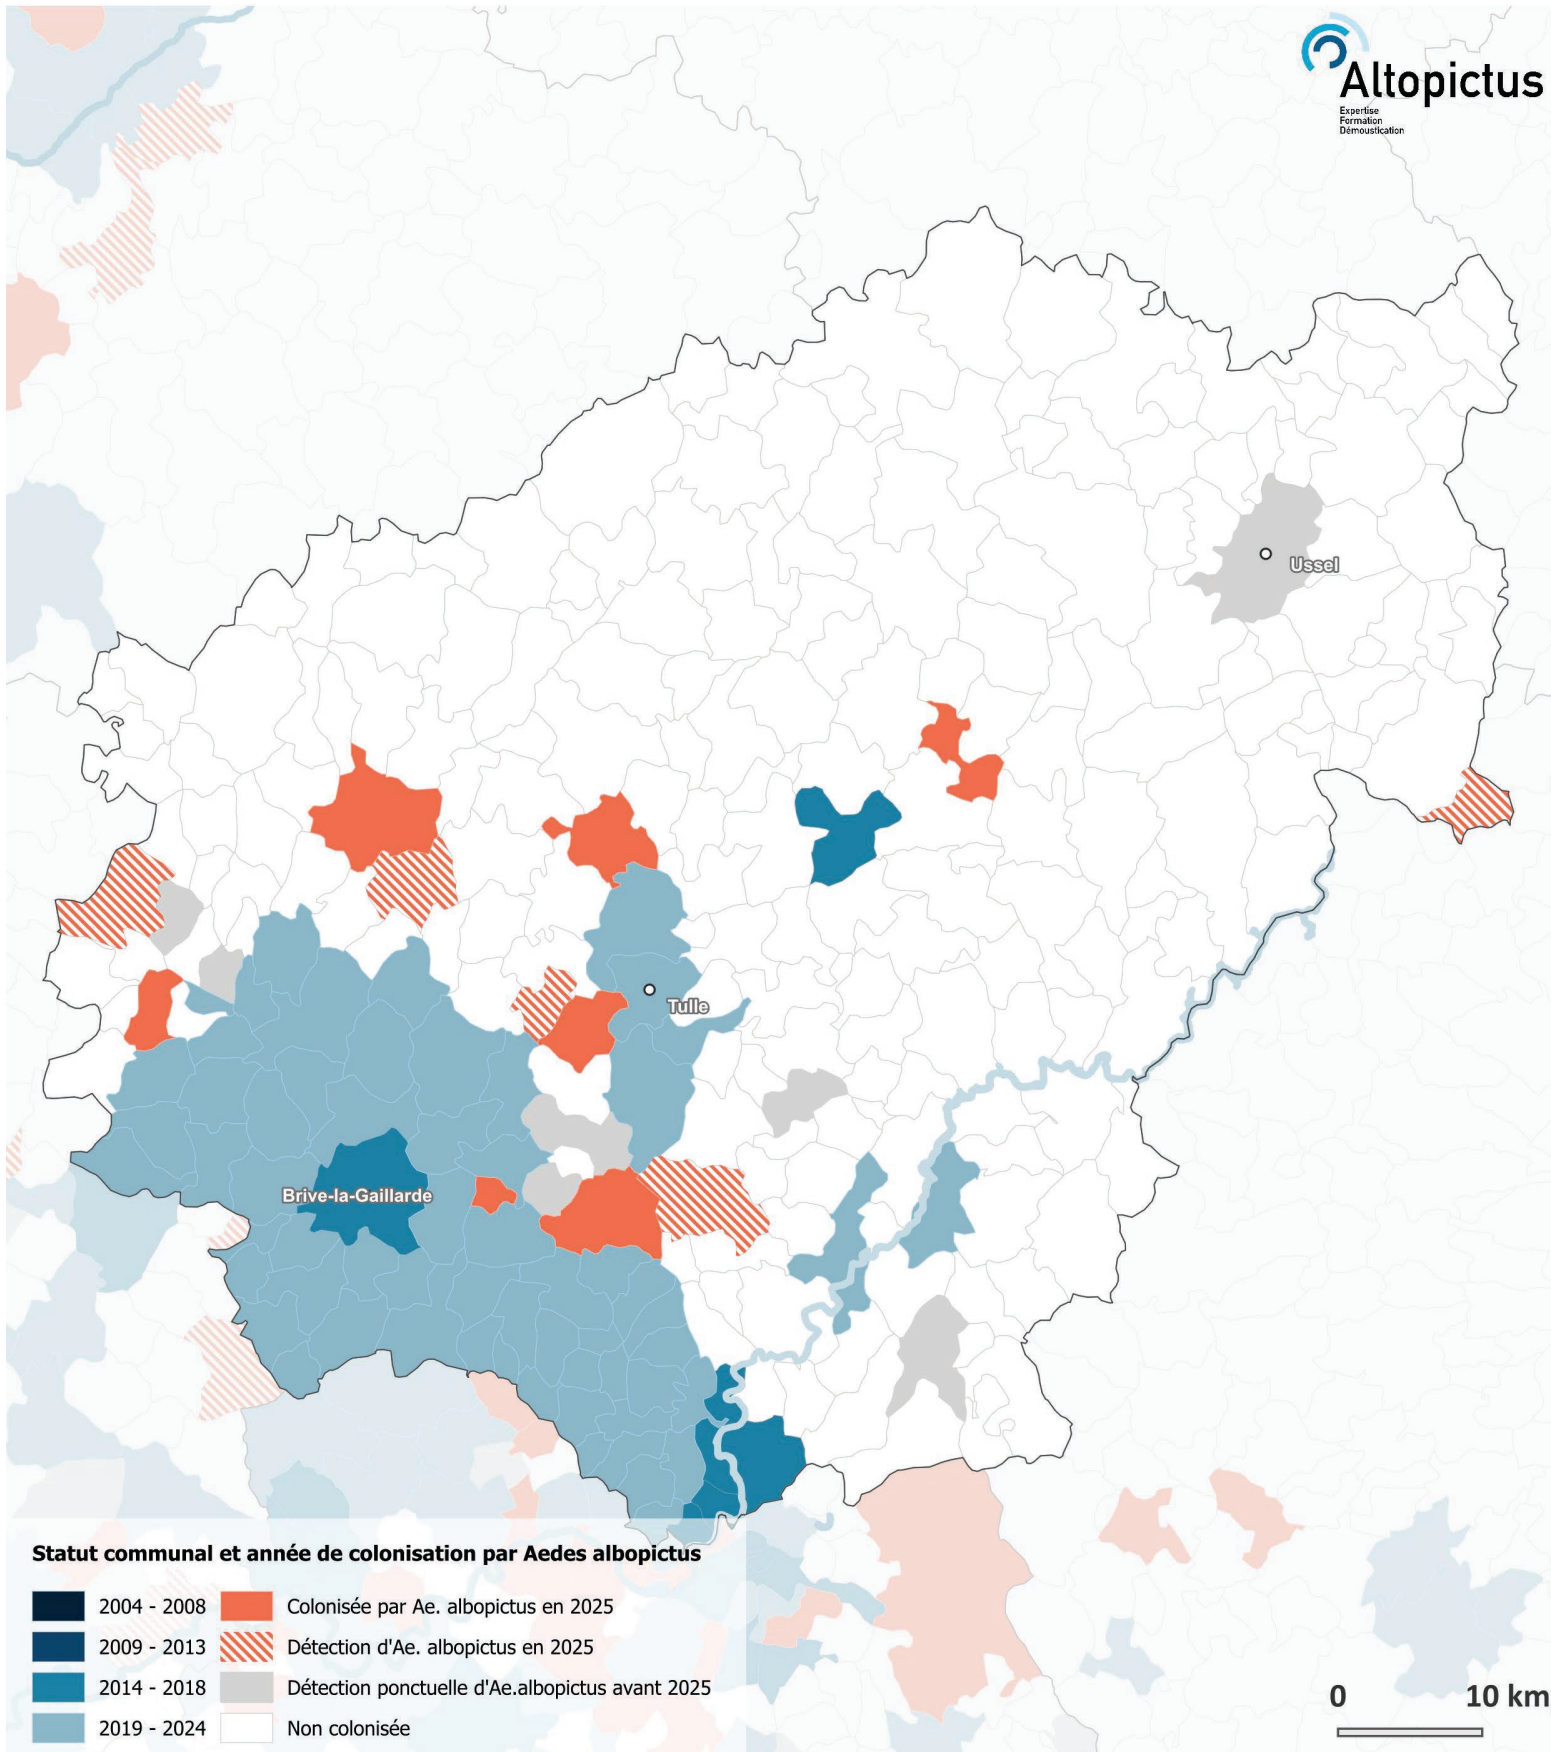 Altopictus
Expertise
Formation
Démoustication
Ussel
Tulle
Brive-la-Gaillarde
Statut communal et année de colonisation par Aedes albopictus
2004 - 2008
Colonisée par Ae. albopictus en 2025
2009 - 2013
Détection d'Ae. albopictus en 2025
2014 - 2018
Détection ponctuelle d'Ae.albopictus avant 2025
2019 - 2024
Non colonisée
0 10 km